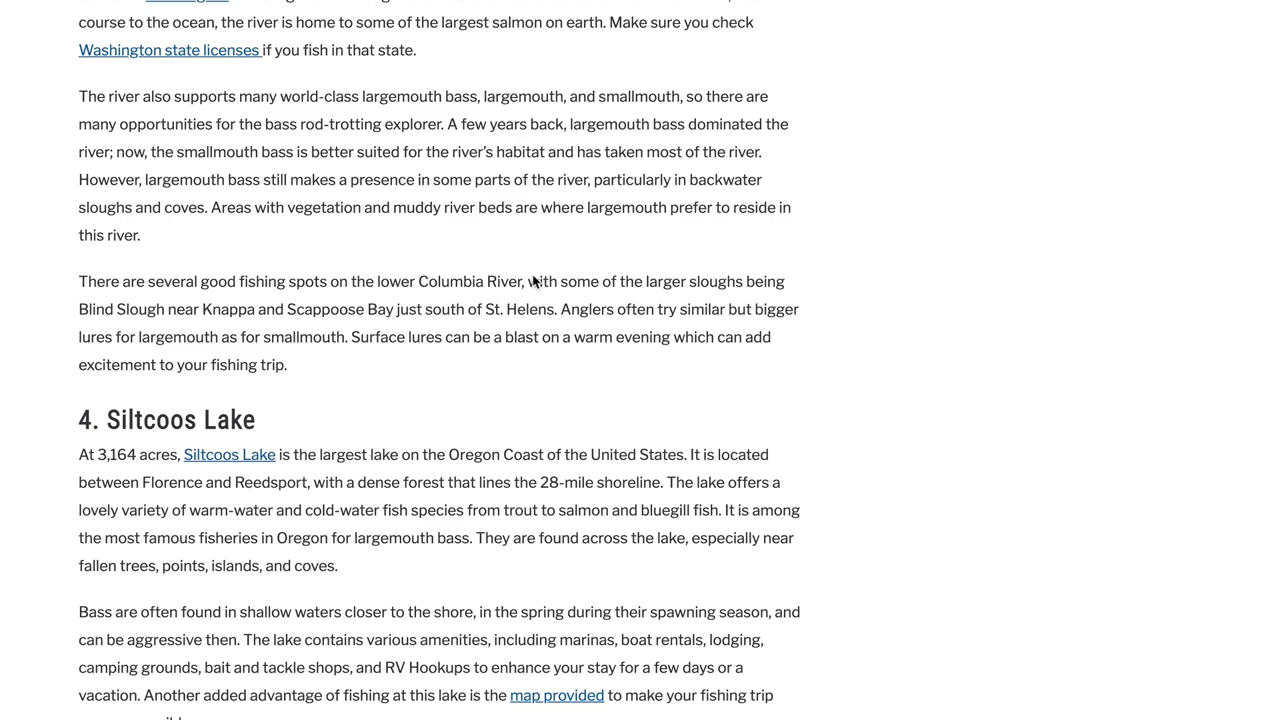 course to the ocean, the river is home to some of the largest salmon on earth. Make sure you check
Washington state licenses if you fish in that state.
The river also supports many world-class largemouth bass, largemouth, and smallmouth, so there are
many opportunities for the bass rod-trotting explorer. A few years back, largemouth bass dominated the
river; now, the smallmouth bass is better suited for the river’s habitat and has taken most of the river.
However, largemouth bass still makes a presence in some parts of the river, particularly in backwater
sloughs and coves. Areas with vegetation and muddy river beds are where largemouth prefer to reside in
this river.
There are several good fishing spots on the lower Columbia River, with some of the larger sloughs being
Blind Slough near Knappa and Scappoose Bay just south of St. Helens. Anglers often try similar but bigger
lures for largemouth as for smallmouth. Surface lures can be a blast on a warm evening which can add
excitement to your fishing trip.
4. Siltcoos Lake
At 3,164 acres, Siltcoos Lake is the largest lake on the Oregon Coast of the United States. It is located
between Florence and Reedsport, with a dense forest that lines the 28-mile shoreline. The lake offers a
lovely variety of warm-water and cold-water fish species from trout to salmon and bluegill fish. It is among
the most famous fisheries in Oregon for largemouth bass. They are found across the lake, especially near
fallen trees, points, islands, and coves.
Bass are often found in shallow waters closer to the shore, in the spring during their spawning season, and
can be aggressive then. The lake contains various amenities, including marinas, boat rentals, lodging,
camping grounds, bait and tackle shops, and RV Hookups to enhance your stay for a few days or a
vacation. Another added advantage of fishing at this lake is the map provided to make your fishing trip